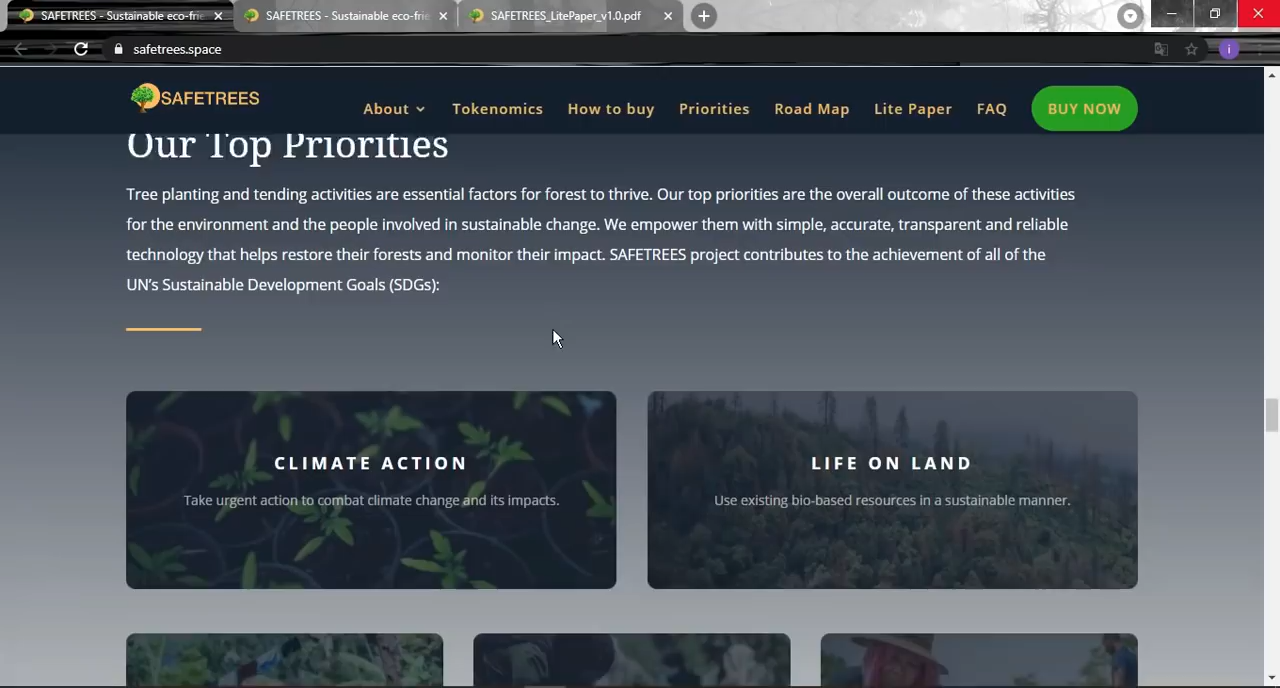 SAFETREES - Sustainable eco-frie
SAFETREES - Sustainable eco-frie
SAFETREES_LitePaper_v1.0.pdf
safetrees.space
i
SAFETREES
About
Tokenomics
How to buy
Priorities
Road Map
Lite Paper
FAQ
BUY NOW
Our Top Priorities
Tree planting and tending activities are essential factors for forest to thrive. Our top priorities are the overall outcome of these activities
for the environment and the people involved in sustainable change. We empower them with simple, accurate, transparent and reliable
technology that helps restore their forests and monitor their impact. SAFETREES project contributes to the achievement of all of the
UN’s Sustainable Development Goals (SDGs):
CLIMATE ACTION
Take urgent action to combat climate change and its impacts.
LIFE ON LAND
Use existing bio-based resources in a sustainable manner.